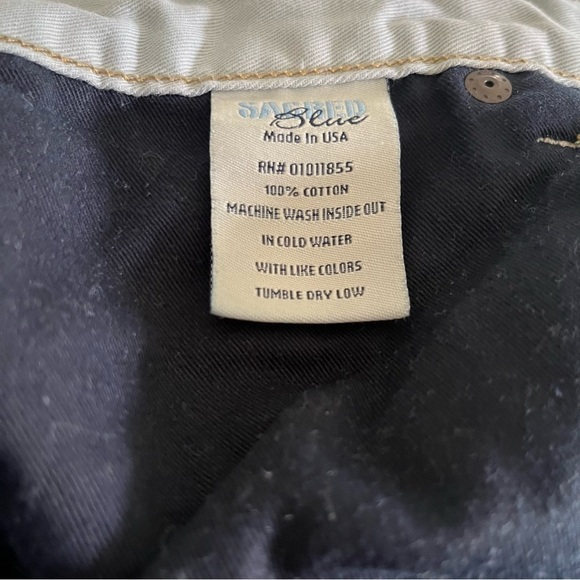 SACRED
Blue
Made in USA
RN# 01011855
100% COTTON
MACHINE WASH INSIDE OUT
IN COLD WATER
WITH LIKE COLORS
TUMBLE DRY LOW